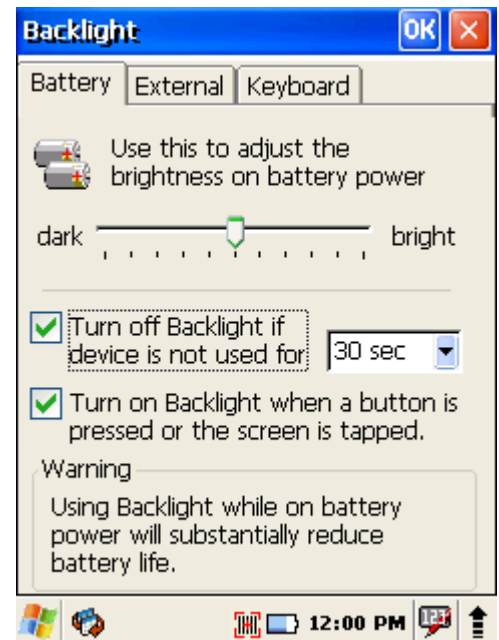 Backlight OK
Battery External Keyboard
Use this to adjust the
brightness on battery power
dark bright
Turn off Backlight if
device is not used for 30 sec
Turn on Backlight when a button is
pressed or the screen is tapped.
Warning
Using Backlight while on battery
power will substantially reduce
battery life.
12:00 PM 123